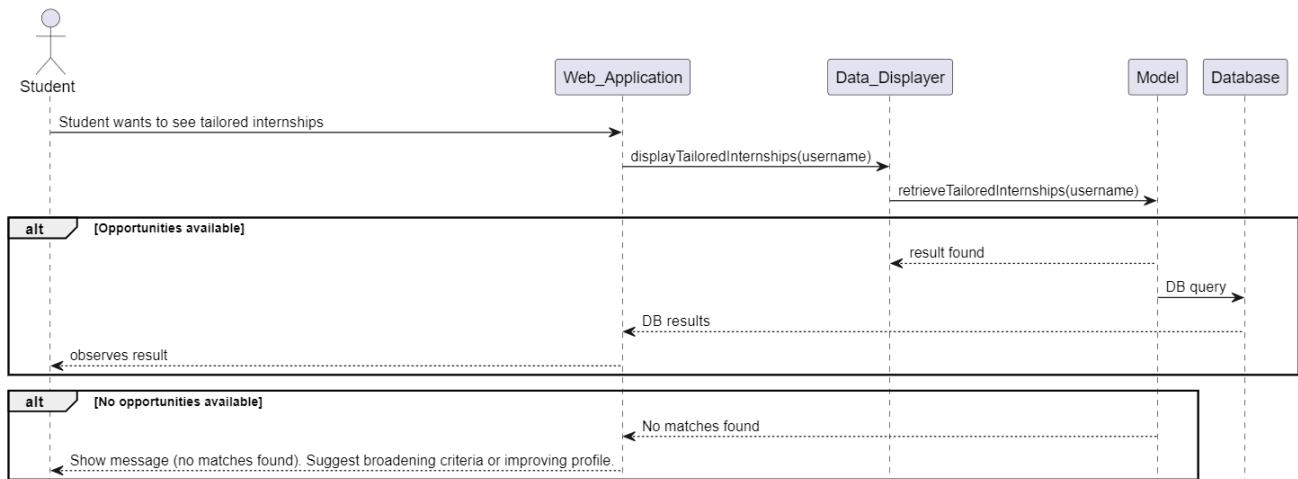 Student
Web_Application
Data_Displayer
Model
Database
Student wants to see tailored internships
displayTailoredInternships(username)
retrieveTailoredInternships(username)
alt
[Opportunities available]
result found
DB query
DB results
observes result
alt
[No opportunities available]
No matches found
Show message (no matches found). Suggest broadening criteria or improving profile.